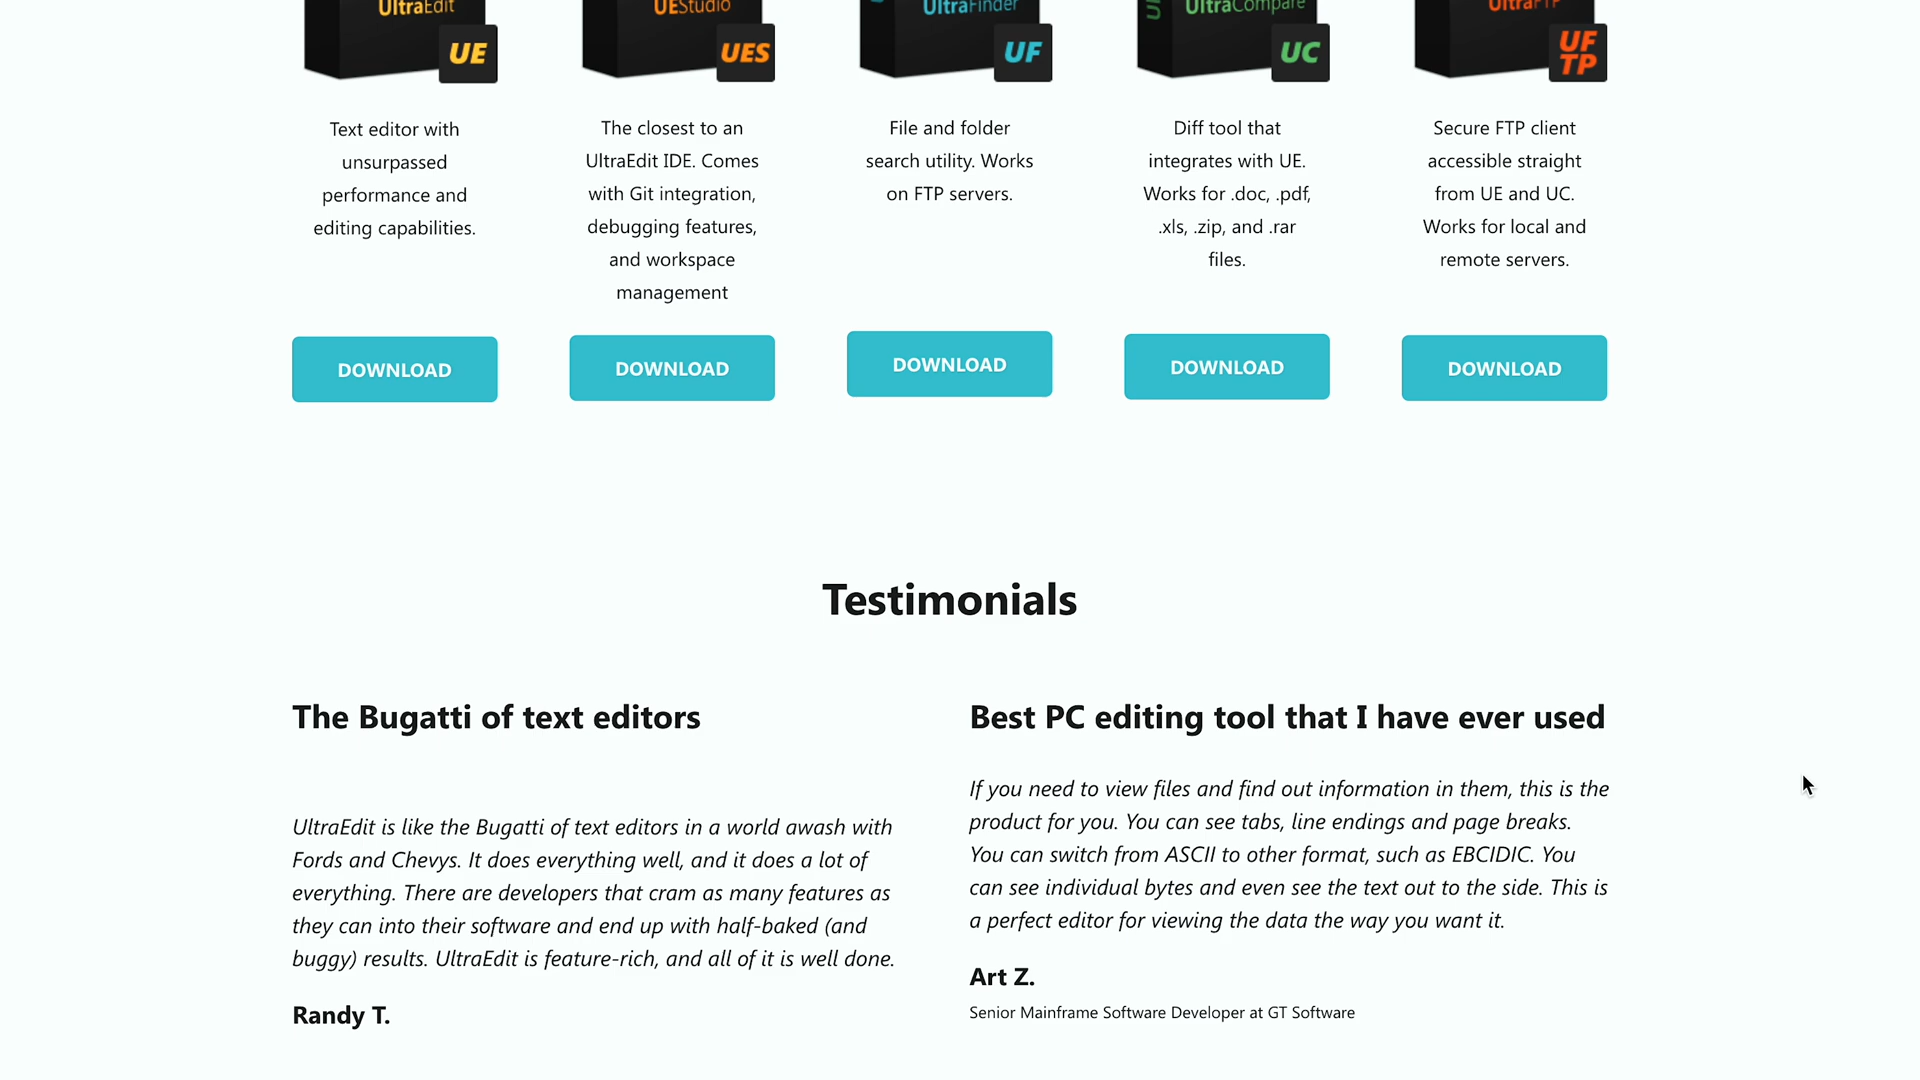 UltraEdit
UEStudio
UltraFinder
UltraCompare
UltraFTP
UE
UES
UF
UC
UF
TP
Text editor with
unsurpassed
performance and
editing capabilities.
The closest to an
UltraEdit IDE. Comes
with Git integration,
debugging features,
and workspace
management
File and folder
search utility. Works
on FTP servers.
Diff tool that
integrates with UE.
Works for .doc, .pdf,
.xls, .zip, and .rar
files.
Secure FTP client
accessible straight
from UE and UC.
Works for local and
remote servers.
DOWNLOAD
DOWNLOAD
DOWNLOAD
DOWNLOAD
DOWNLOAD
Testimonials
The Bugatti of text editors
UltraEdit is like the Bugatti of text editors in a world awash with
Fords and Chevys. It does everything well, and it does a lot of
everything. There are developers that cram as many features as
they can into their software and end up with half-baked (and
buggy) results. UltraEdit is feature-rich, and all of it is well done.
Randy T.
Best PC editing tool that I have ever used
If you need to view files and find out information in them, this is the
product for you. You can see tabs, line endings and page breaks.
You can switch from ASCII to other format, such as EBCIDIC. You
can see individual bytes and even see the text out to the side. This is
a perfect editor for viewing the data the way you want it.
Art Z.
Senior Mainframe Software Developer at GT Software